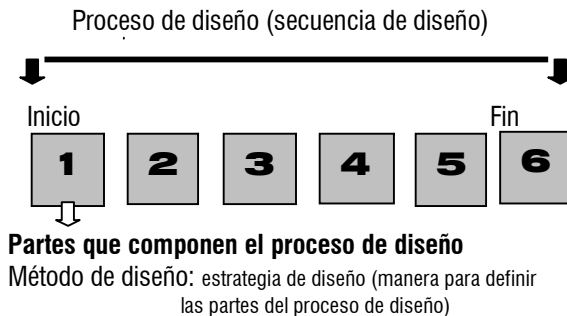 Proceso de diseño (secuencia de diseño)
Inicio Fin
1 2 3 4 5 6
Partes que componen el proceso de diseño
Método de diseño: estrategia de diseño (manera para definir
las partes del proceso de diseño)